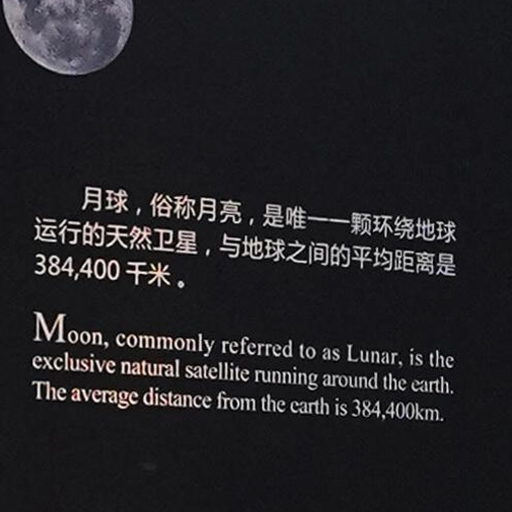 月球，俗称月亮，是唯一一颗环绕地球
运行的天然卫星，与地球之间的平均距离是
384,400 千米。
Moon, commonly referred to as Lunar, is the
exclusive natural satellite running around the earth.
The average distance from the earth is 384,400km.